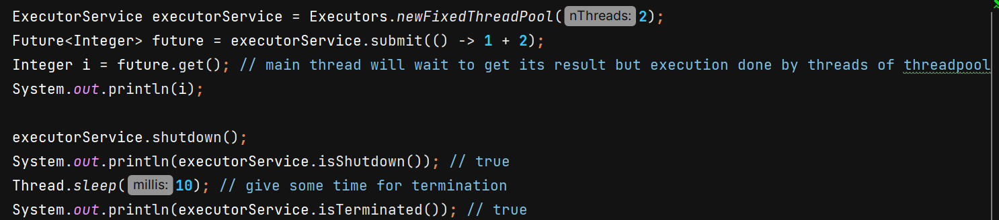 ExecutorService executorService = Executors.newFixedThreadPool( nThreads: 2);
Future<Integer> future = executorService.submit(() -> 1 + 2);
Integer i = future.get(); // main thread will wait to get its result but execution done by threads of threadpool
System.out.println(i);
executorService.shutdown();
System.out.println(executorService.isShutdown()); // true
Thread.sleep( millis: 10); // give some time for termination
System.out.println(executorService.isTerminated()); // true